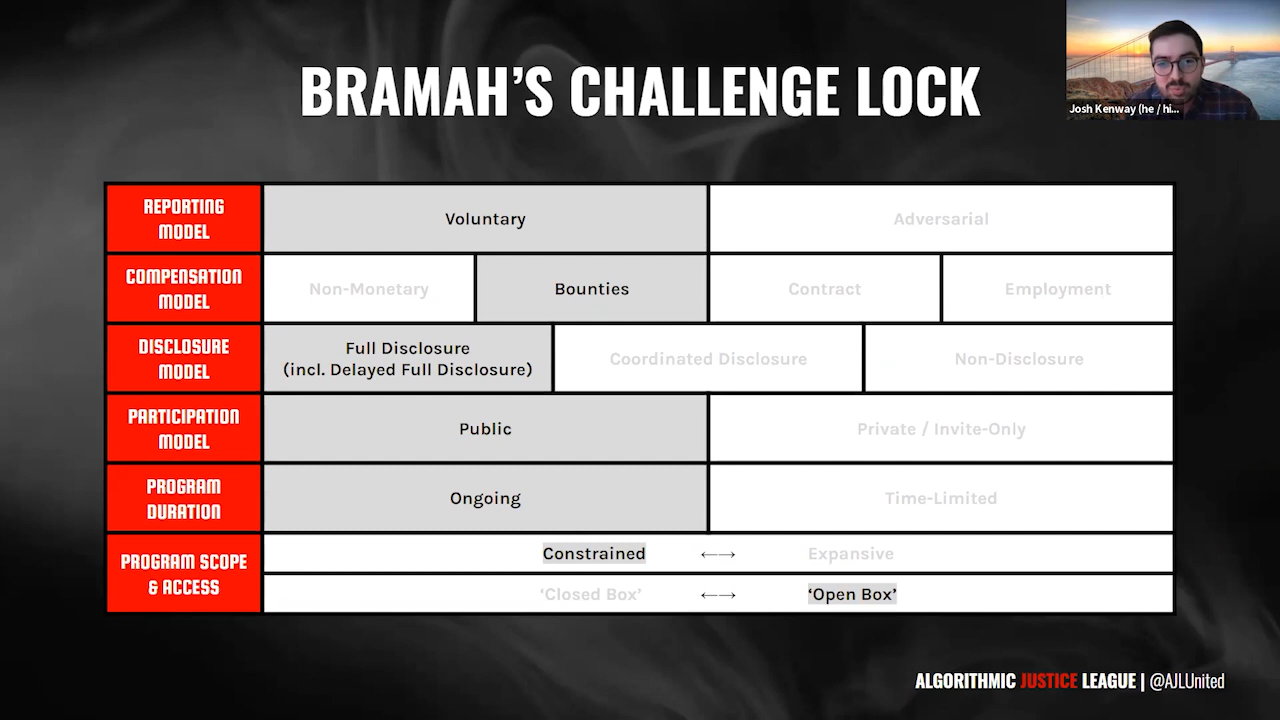 BRAMAH'S CHALLENGE LOCK
Josh Kenway (he / hi...
REPORTING
MODEL
Voluntary
Adversarial
COMPENSATION
MODEL
Non-Monetary
Bounties
Contract
Employment
DISCLOSURE
MODEL
Full Disclosure
(incl. Delayed Full Disclosure)
Coordinated Disclosure
Non-Disclosure
PARTICIPATION
MODEL
Public
Private / Invite-Only
PROGRAM
DURATION
Ongoing
Time-Limited
PROGRAM SCOPE
& ACCESS
Constrained ←→ Expansive
‘Closed Box’ ←→ ‘Open Box’
ALGORITHMIC JUSTICE LEAGUE | @AJLUnited